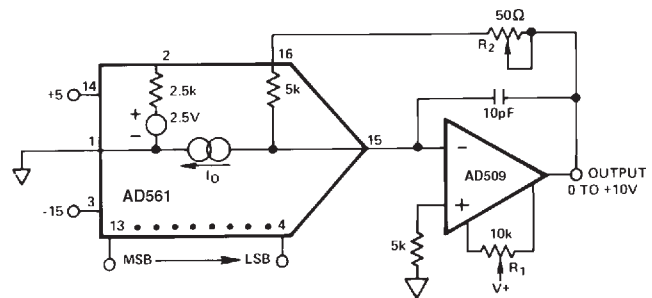 50Ω
R2
2
16
14
+5
2.5k
5k
+
2.5V
−
10pF
1
15
−
IO
AD509
OUTPUT
0 TO +10V
AD561
3
-15
+
13
4
5k
10k
MSB
LSB
R1
V+